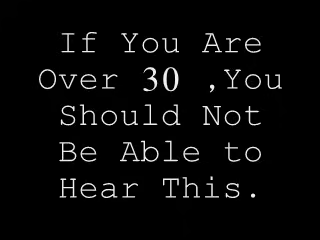 If You Are
Over 30 ,You
Should Not
Be Able to
Hear This.